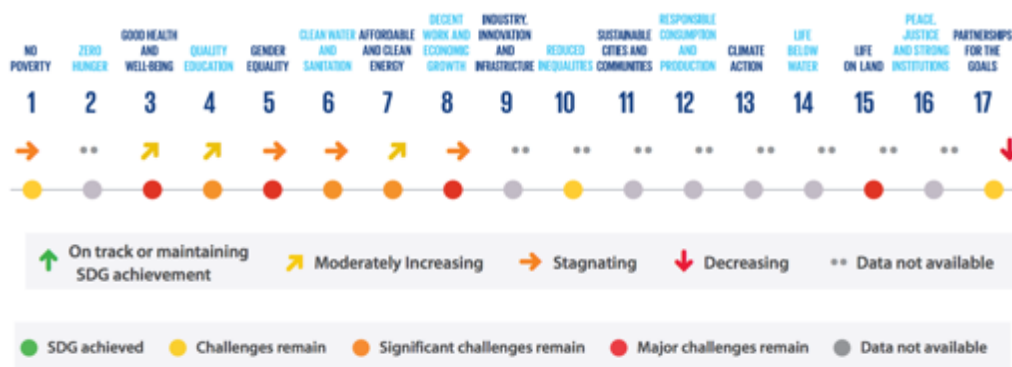 NO POVERTY
ZERO HUNGER
GOOD HEALTH AND WELL-BEING
QUALITY EDUCATION
GENDER EQUALITY
CLEAN WATER AND SANITATION
AFFORDABLE AND CLEAN ENERGY
DECENT WORK AND ECONOMIC GROWTH
INDUSTRY, INNOVATION AND INFRASTRUCTURE
REDUCED INEQUALITIES
SUSTAINABLE CITIES AND COMMUNITIES
RESPONSIBLE CONSUMPTION AND PRODUCTION
CLIMATE ACTION
LIFE BELOW WATER
LIFE ON LAND
PEACE, JUSTICE AND STRONG INSTITUTIONS
PARTNERSHIPS FOR THE GOALS
1 2 3 4 5 6 7 8 9 10 11 12 13 14 15 16 17
On track or maintaining
SDG achievement
Moderately Increasing
Stagnating
Decreasing
Data not available
SDG achieved
Challenges remain
Significant challenges remain
Major challenges remain
Data not available